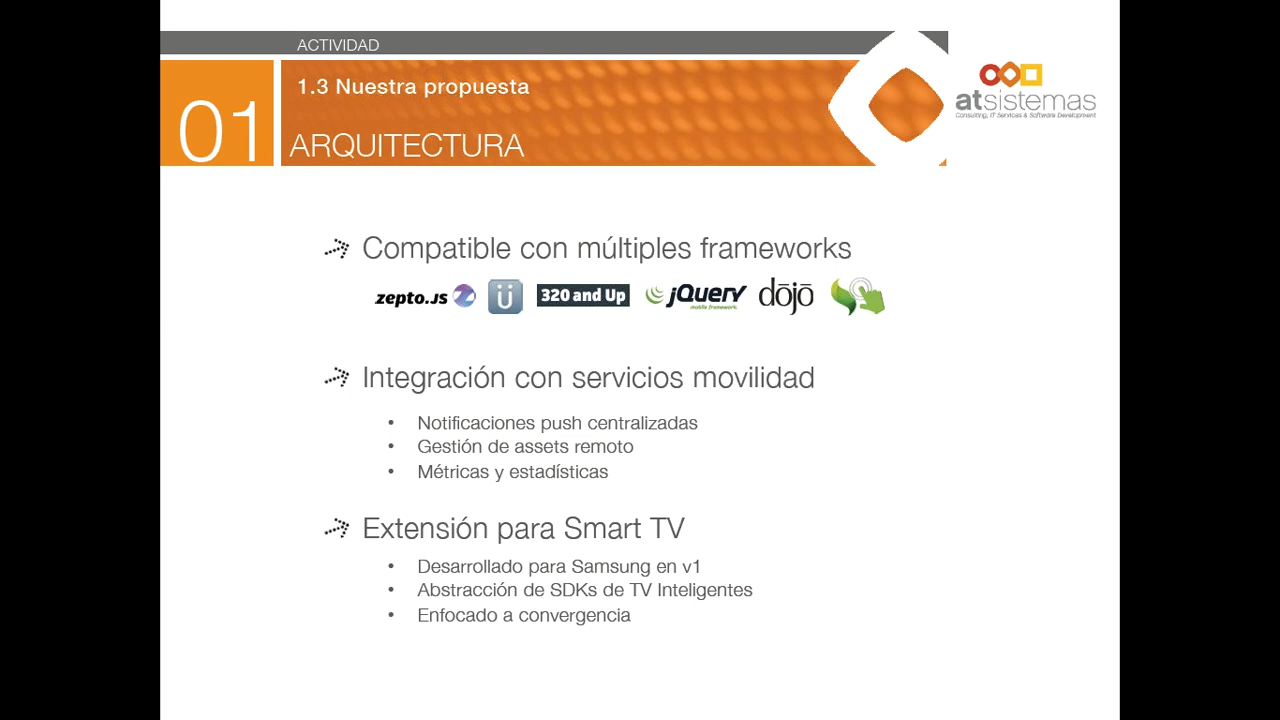 ACTIVIDAD
1.3 Nuestra propuesta
01
ARQUITECTURA
atsistemas
Consulting, IT Services & Software Development
Compatible con múltiples frameworks
zepto.JS
Ü
320 and Up
jQuery
mobile framework
dōjō
Integración con servicios movilidad
• Notificaciones push centralizadas
• Gestión de assets remoto
• Métricas y estadísticas
Extensión para Smart TV
• Desarrollado para Samsung en v1
• Abstracción de SDKs de TV Inteligentes
• Enfocado a convergencia